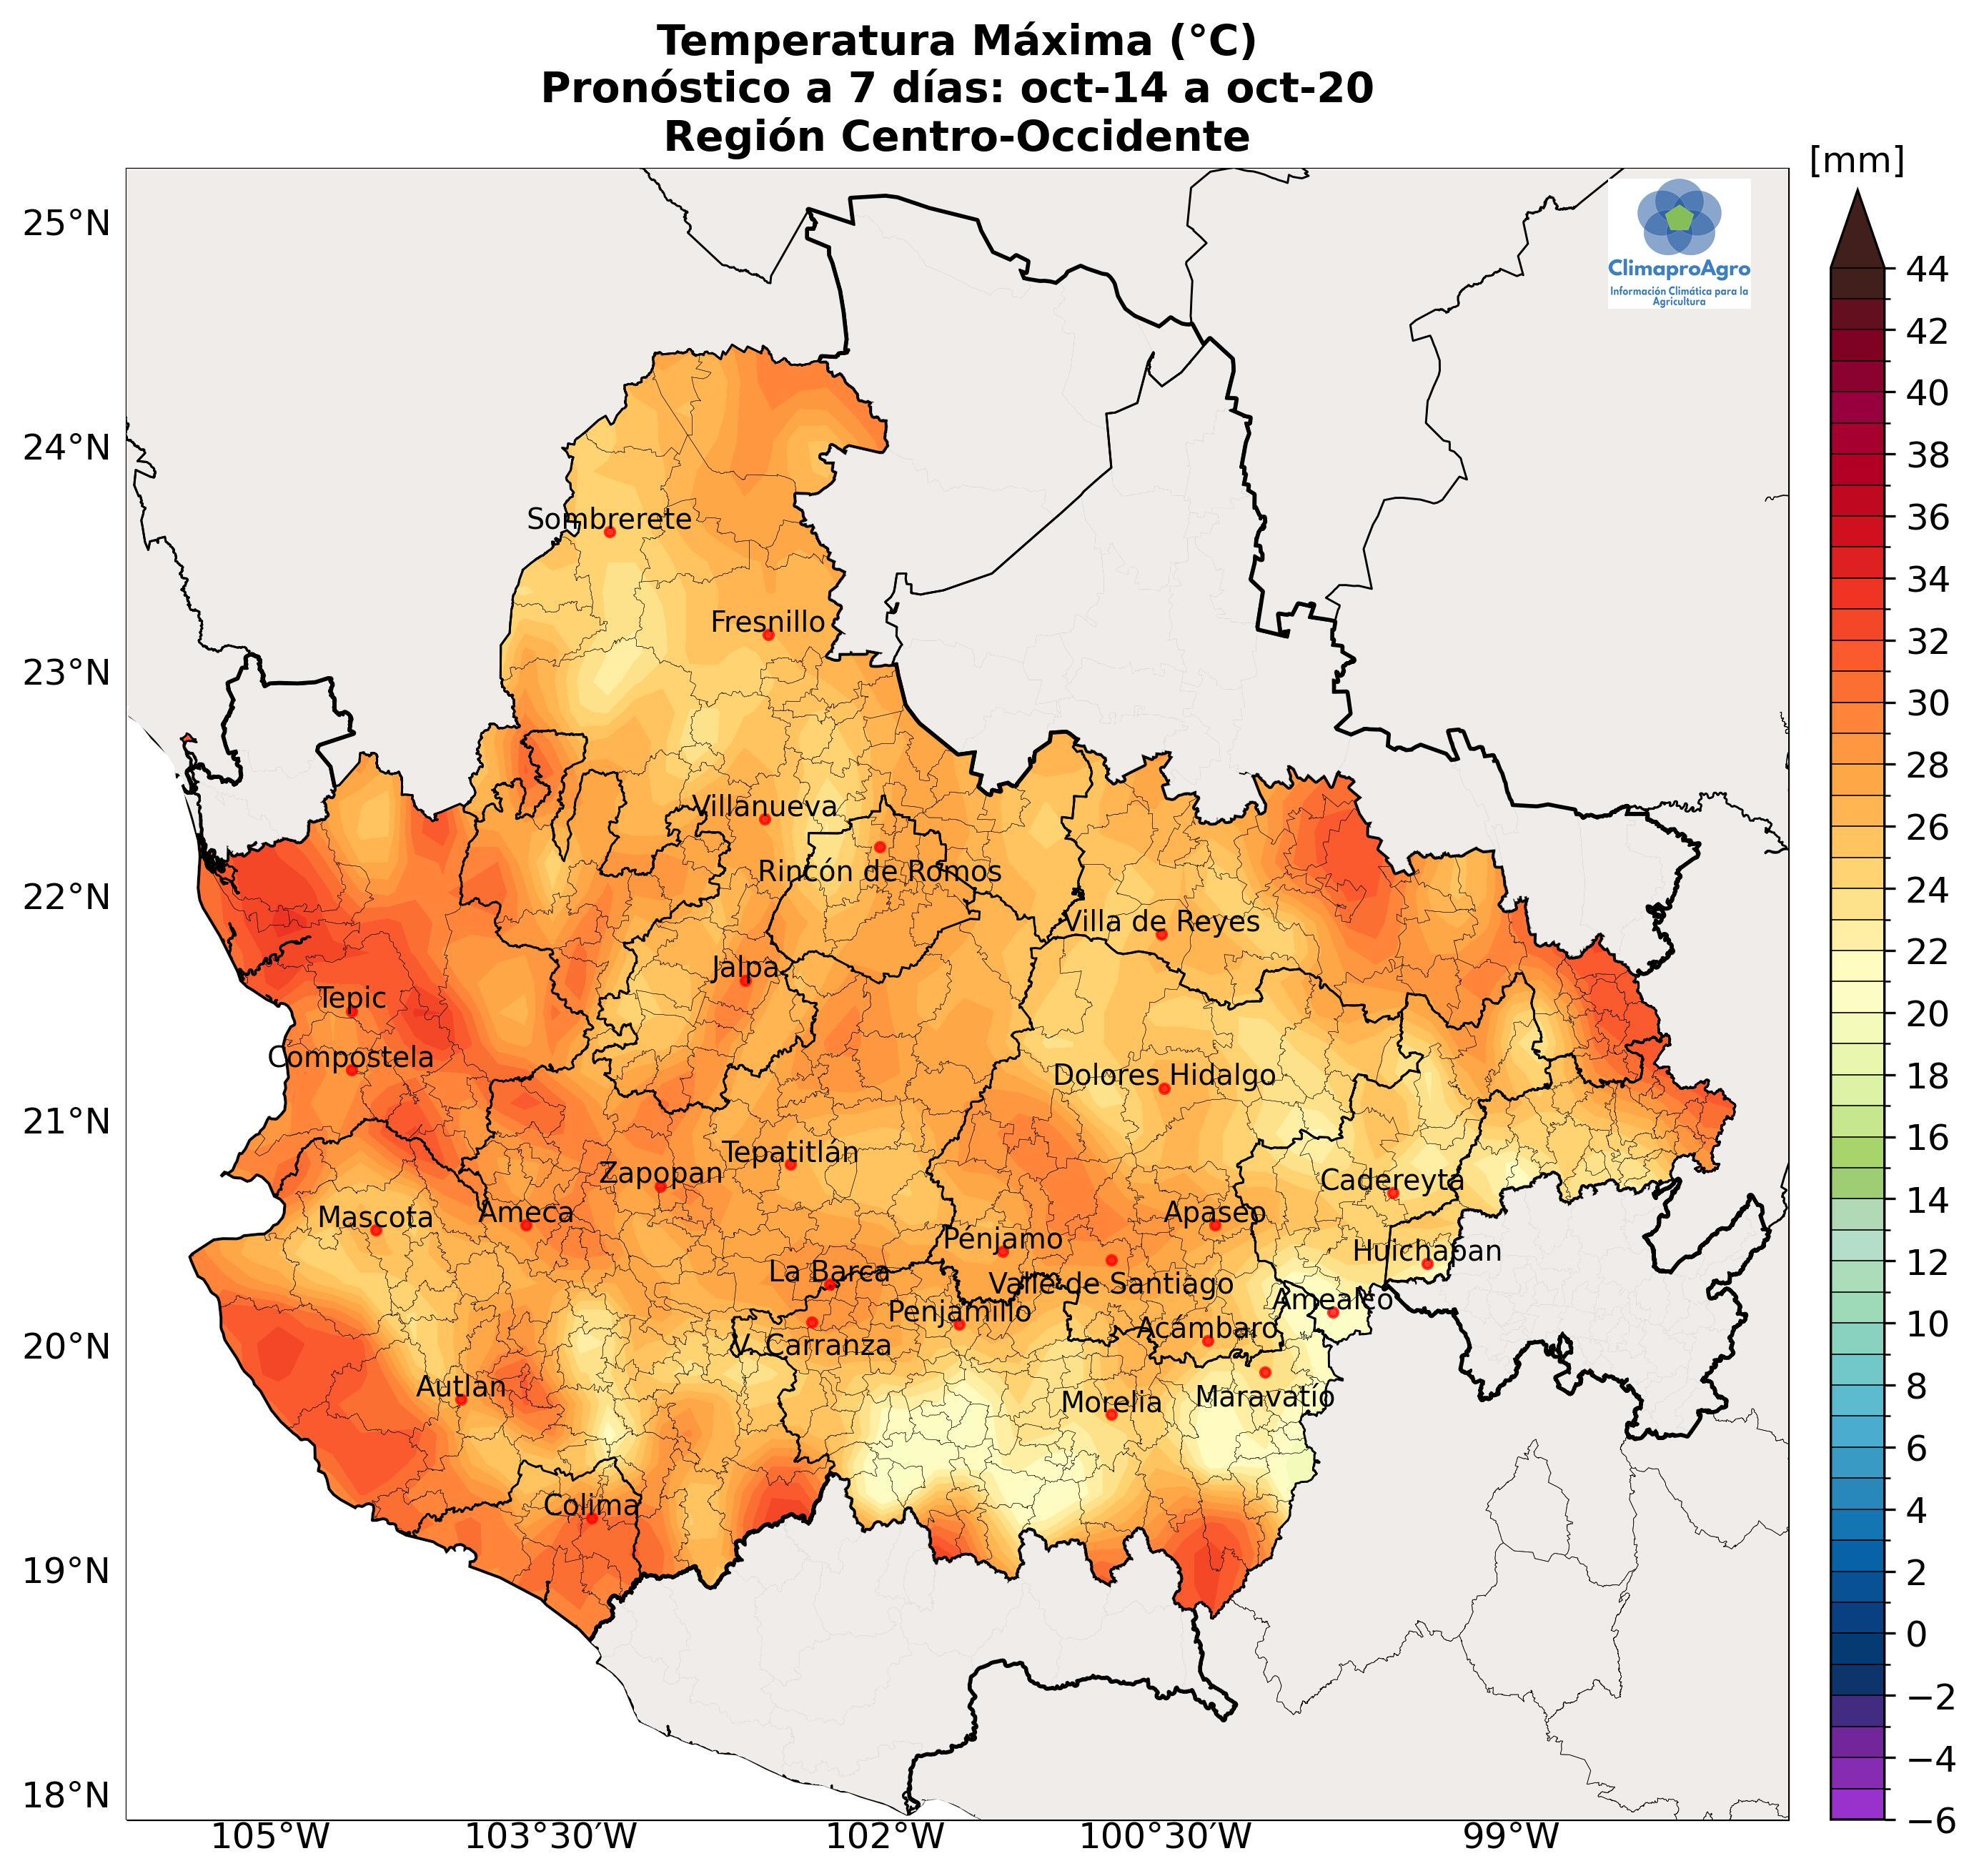 Temperatura Máxima (°C)
Pronóstico a 7 días: oct-14 a oct-20
Región Centro-Occidente
[mm]
ClimaproAgro
Información Climática para la
Agricultura
25°N
24°N
23°N
22°N
21°N
20°N
19°N
18°N
105°W
103°30′W
102°W
100°30′W
99°W
44
42
40
38
36
34
32
30
28
26
24
22
20
18
16
14
12
10
8
6
4
2
0
−2
−4
−6
Sombrerete
Fresnillo
Villanueva
Rincón de Romos
Villa de Reyes
Jalpa
Tepic
Compostela
Dolores Hidalgo
Tepatitlán
Zapopan
Cadereyta
Mascota
Ameca
Apaseo
Pénjamo
Huichapan
La Barca
Valle de Santiago
Amealco
Penjamillo
Acámbaro
V. Carranza
Autlan
Morelia
Maravatío
Colima